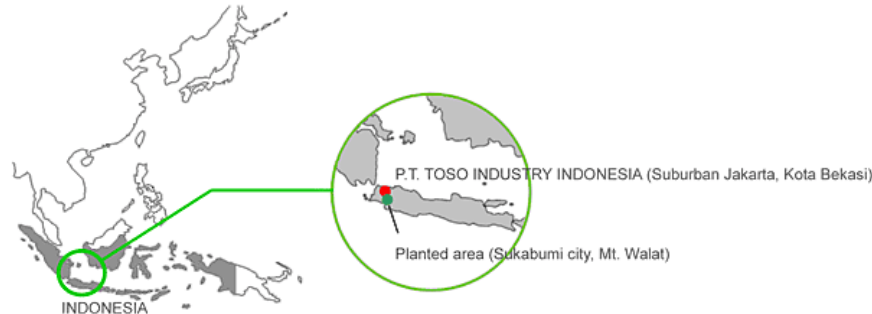 P.T. TOSO INDUSTRY INDONESIA (Suburban Jakarta, Kota Bekasi)
Planted area (Sukabumi city, Mt. Walat)
INDONESIA